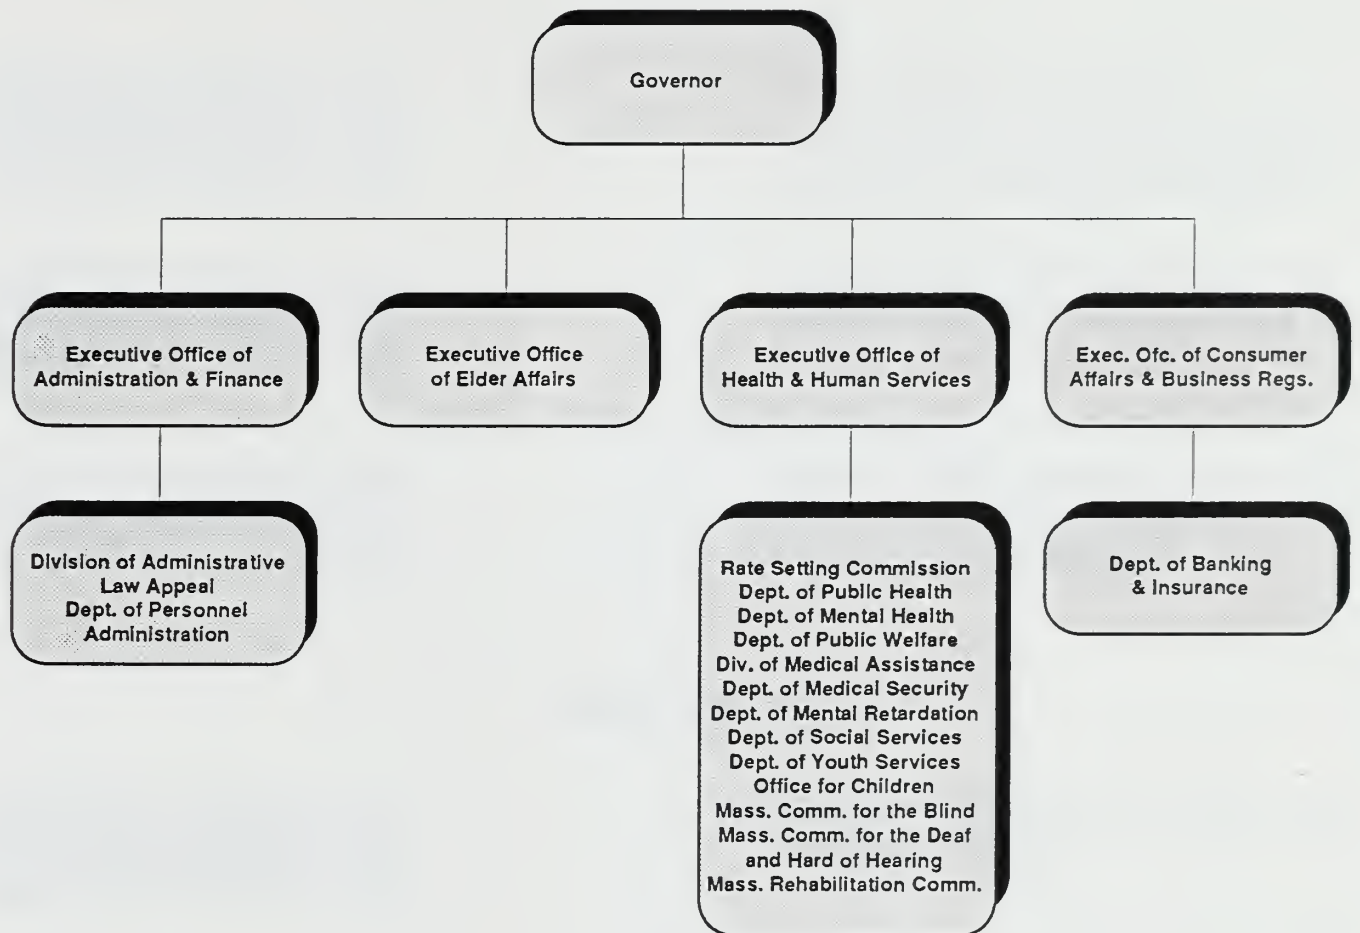 Governor
Executive Office of
Administration & Finance
Executive Office
of Elder Affairs
Executive Office of
Health & Human Services
Exec. Ofc. of Consumer
Affairs & Business Regs.
Division of Administrative
Law Appeal
Dept. of Personnel
Administration
Rate Setting Commission
Dept. of Public Health
Dept. of Mental Health
Dept. of Public Welfare
Div. of Medical Assistance
Dept. of Medical Security
Dept. of Mental Retardation
Dept. of Social Services
Dept. of Youth Services
Office for Children
Mass. Comm. for the Blind
Mass. Comm. for the Deaf
and Hard of Hearing
Mass. Rehabilitation Comm.
Dept. of Banking
& Insurance